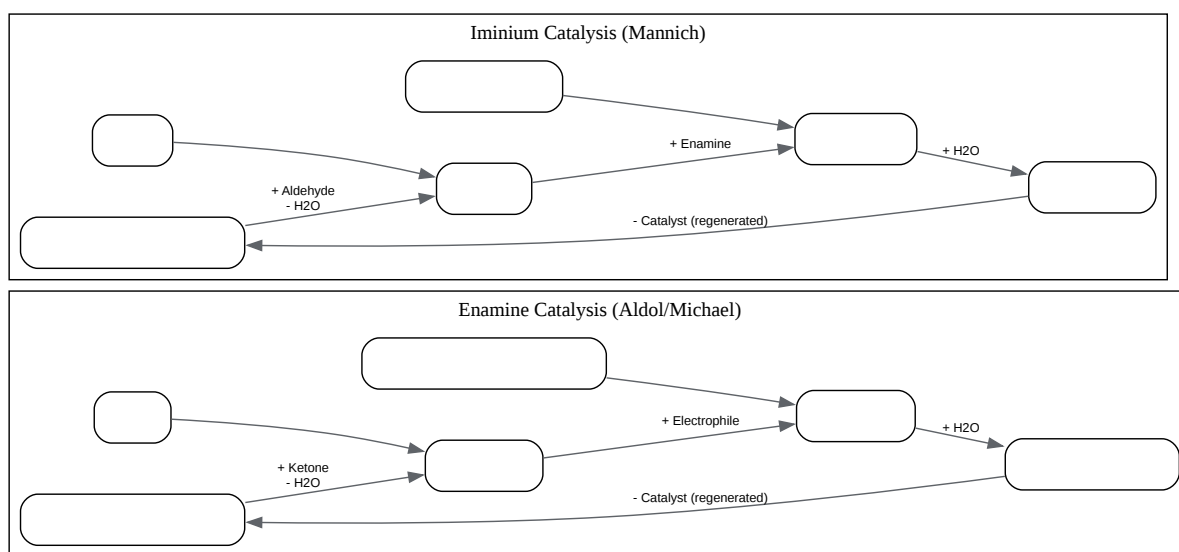 Iminium Catalysis (Mannich)
+ Enamine
+ H2O
+ Aldehyde
- H2O
- Catalyst (regenerated)
Enamine Catalysis (Aldol/Michael)
+ Electrophile
+ H2O
+ Ketone
- H2O
- Catalyst (regenerated)